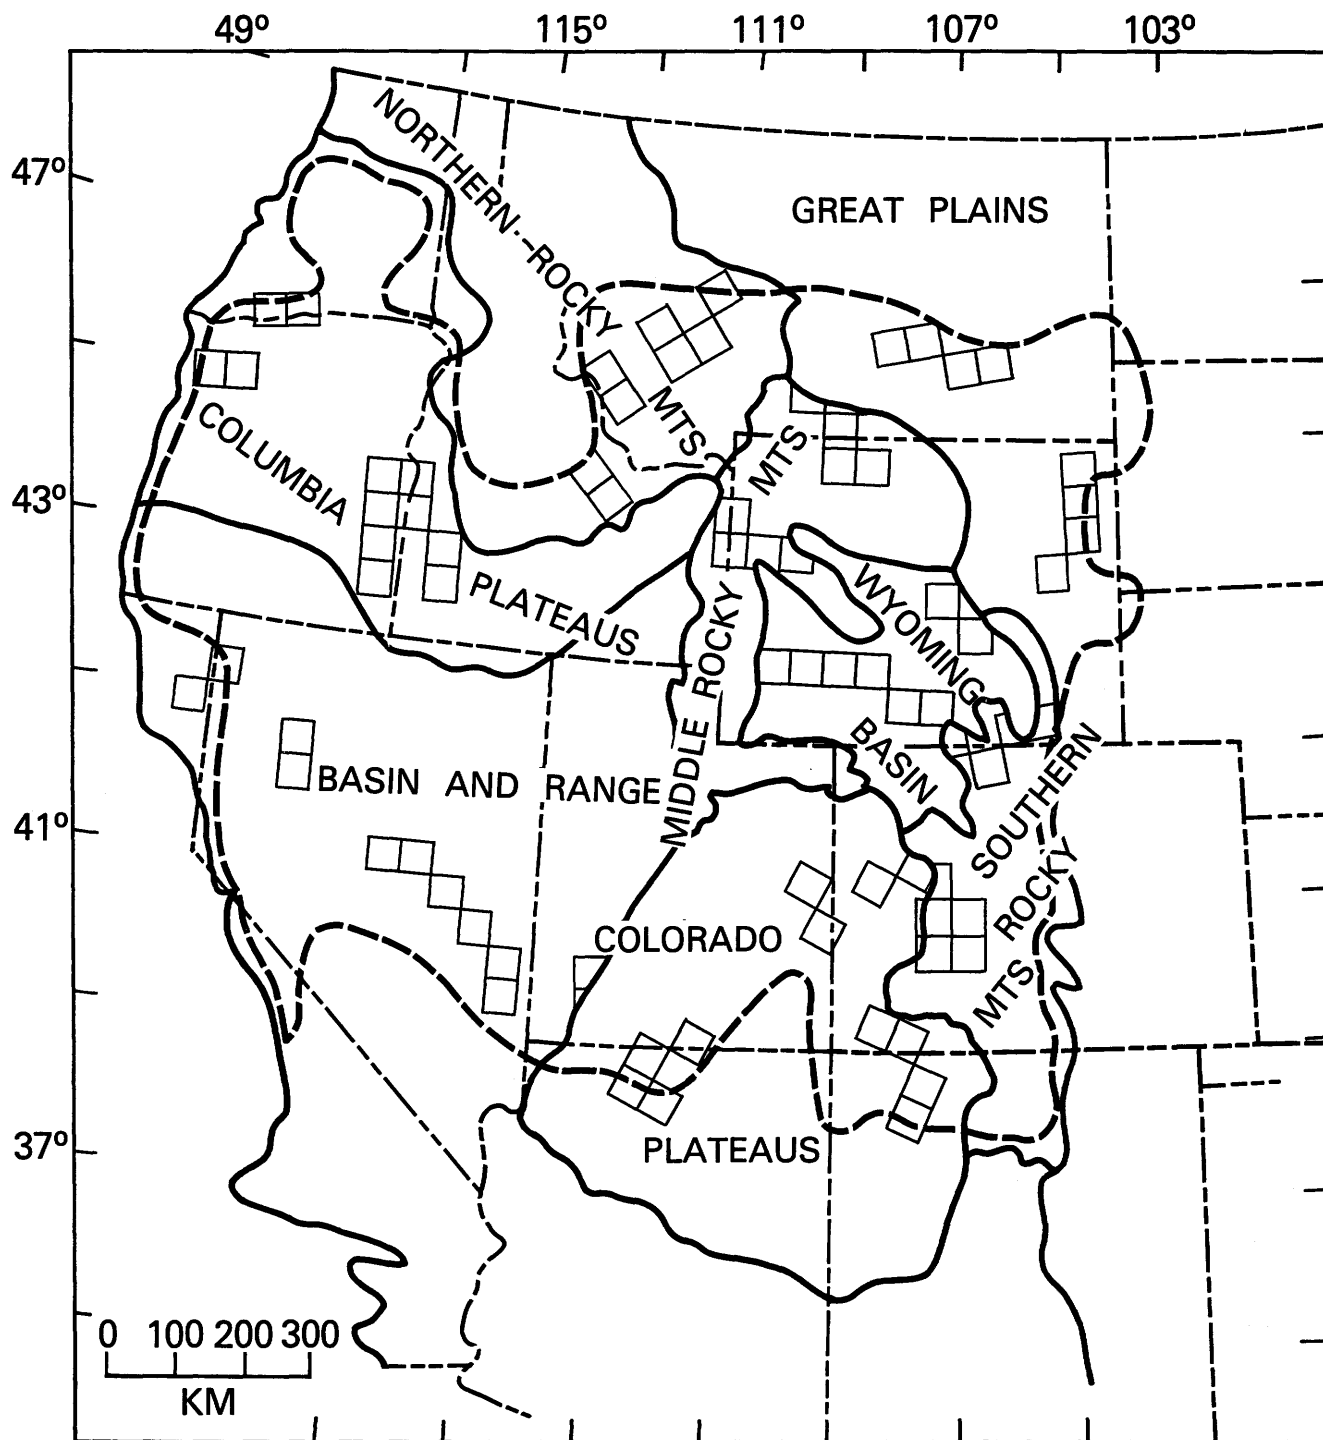 49º 115º 111º 107º 103º
47º
NORTHERN ROCKY MTS
GREAT PLAINS
43º
COLUMBIA PLATEAUS
MIDDLE ROCKY MTS
WYOMING BASIN
41º
BASIN AND RANGE
SOUTHERN ROCKY MTS
COLORADO PLATEAUS
37º
0 100 200 300
KM